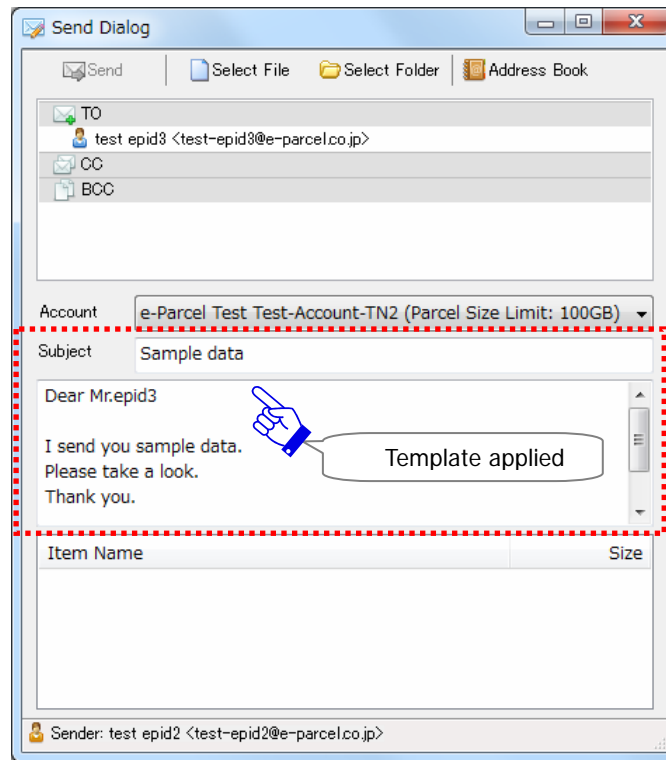 Send Dialog
Send Select File Select Folder Address Book
TO
test epid3 <test-epid3@e-parcel.co.jp>
CC
BCC
Account e-Parcel Test Test-Account-TN2 (Parcel Size Limit: 100GB)
Subject Sample data
Dear Mr.epid3
I send you sample data.
Please take a look.
Thank you.
Template applied
Item Name Size
Sender: test epid2 <test-epid2@e-parcel.co.jp>